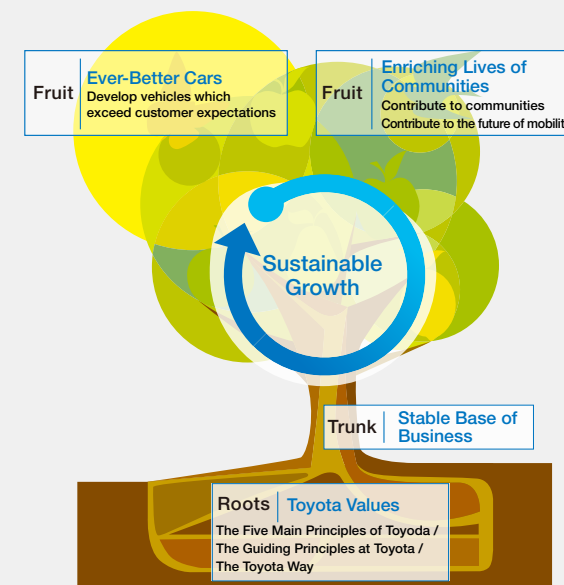 Fruit
Ever-Better Cars
Develop vehicles which
exceed customer expectations
Fruit
Enriching Lives of
Communities
Contribute to communities
Contribute to the future of mobilit
Sustainable
Growth
Trunk
Stable Base of
Business
Roots
Toyota Values
The Five Main Principles of Toyoda /
The Guiding Principles at Toyota /
The Toyota Way